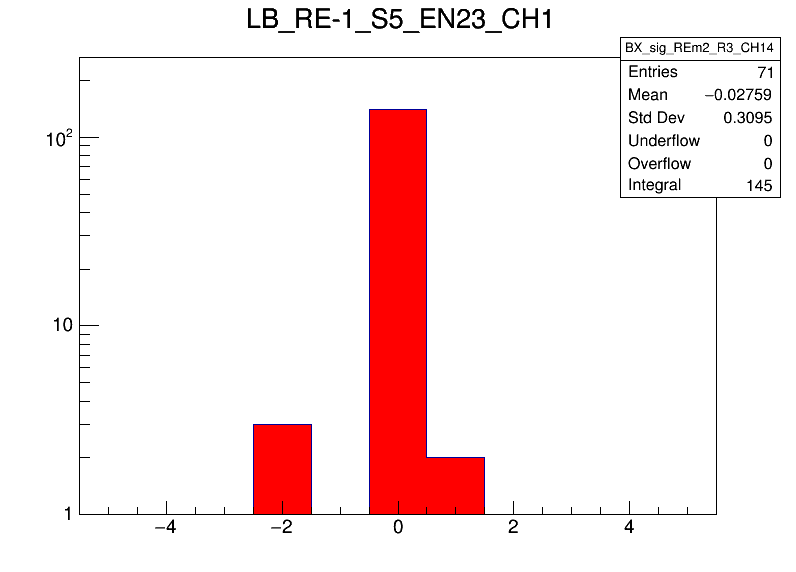 LB_RE-1_S5_EN23_CH1
BX_sig_REm2_R3_CH14
Entries 71
Mean −0.02759
Std Dev 0.3095
Underflow 0
Overflow 0
Integral 145
10²
10
1
−4 −2 0 2 4